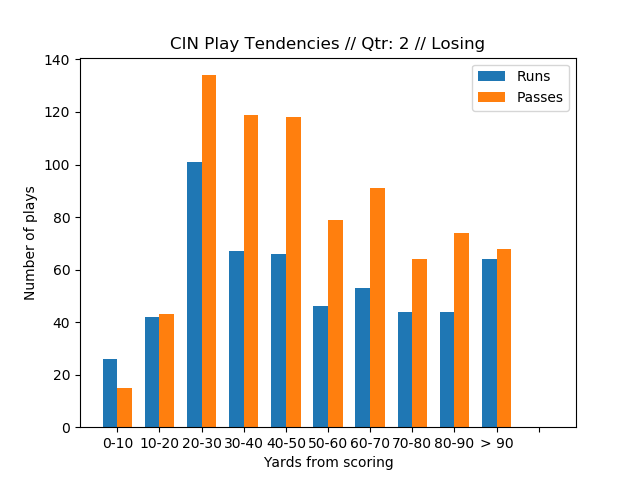 CIN Play Tendencies // Qtr: 2 // Losing
Runs
Passes
140
120
100
80
60
40
20
0
Number of plays
0-10 10-20 20-30 30-40 40-50 50-60 60-70 70-80 80-90 > 90
Yards from scoring